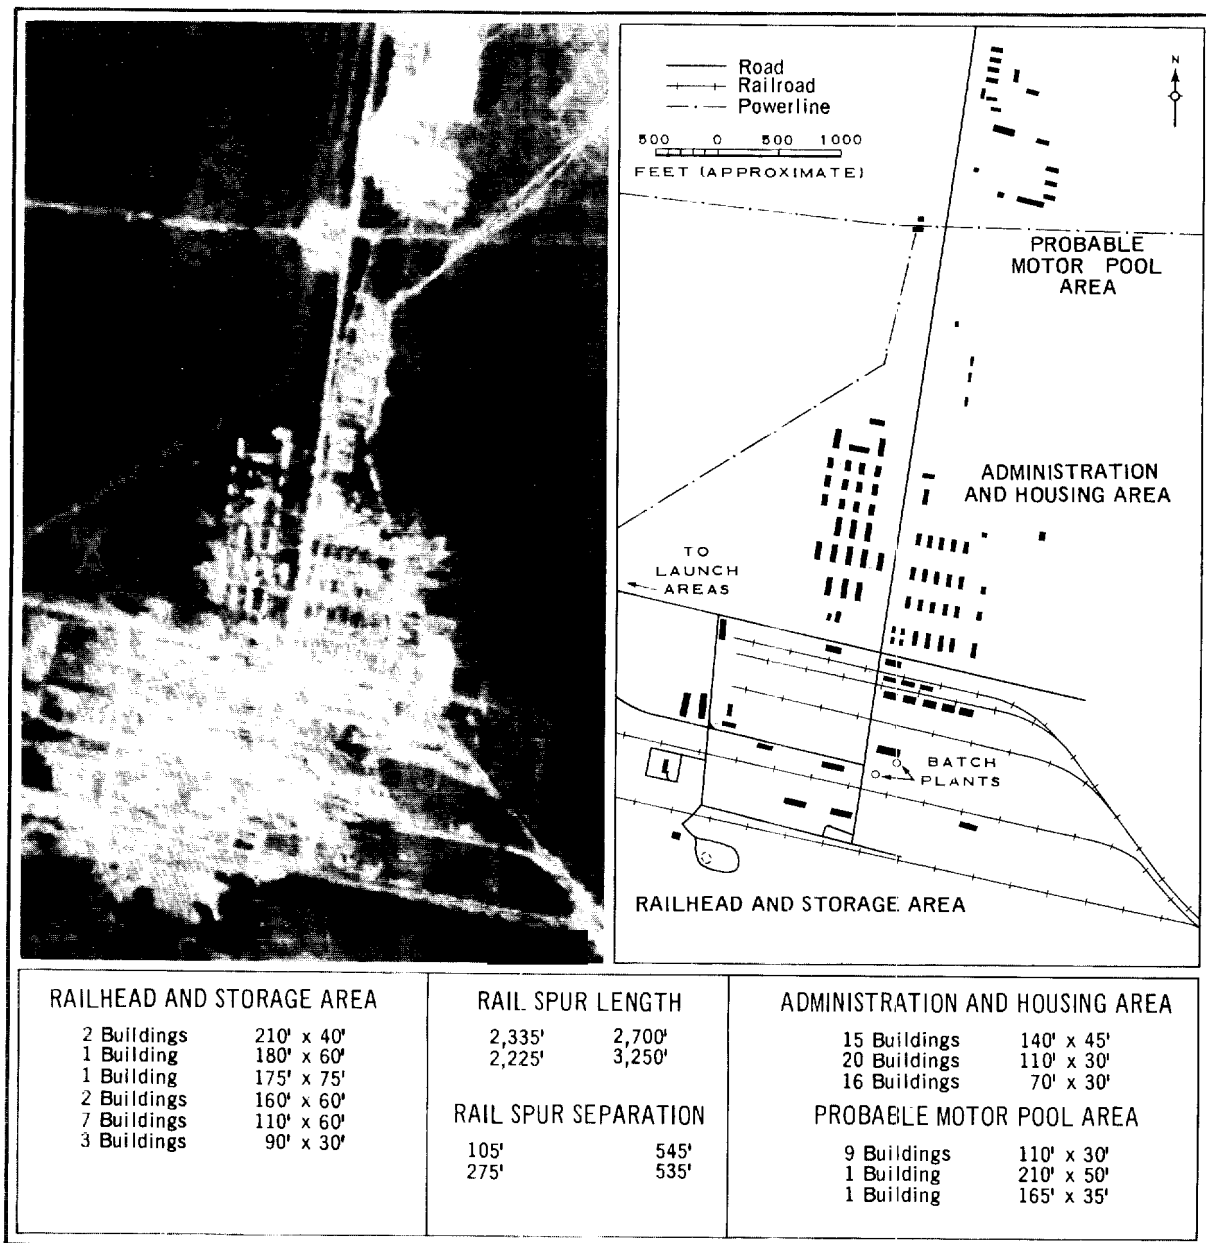 Road
Railroad
Powerline
500 0 500 1000
FEET (APPROXIMATE)
N
PROBABLE
MOTOR POOL
AREA
ADMINISTRATION
AND HOUSING AREA
TO
LAUNCH
AREAS
BATCH
PLANTS
RAILHEAD AND STORAGE AREA
RAILHEAD AND STORAGE AREA
2 Buildings 210' x 40'
1 Building 180' x 60'
1 Building 175' x 75'
2 Buildings 160' x 60'
7 Buildings 110' x 60'
3 Buildings 90' x 30'
RAIL SPUR LENGTH
2,335' 2,700'
2,225' 3,250'
RAIL SPUR SEPARATION
105' 545'
275' 535'
ADMINISTRATION AND HOUSING AREA
15 Buildings 140' x 45'
20 Buildings 110' x 30'
16 Buildings 70' x 30'
PROBABLE MOTOR POOL AREA
9 Buildings 110' x 30'
1 Building 210' x 50'
1 Building 165' x 35'